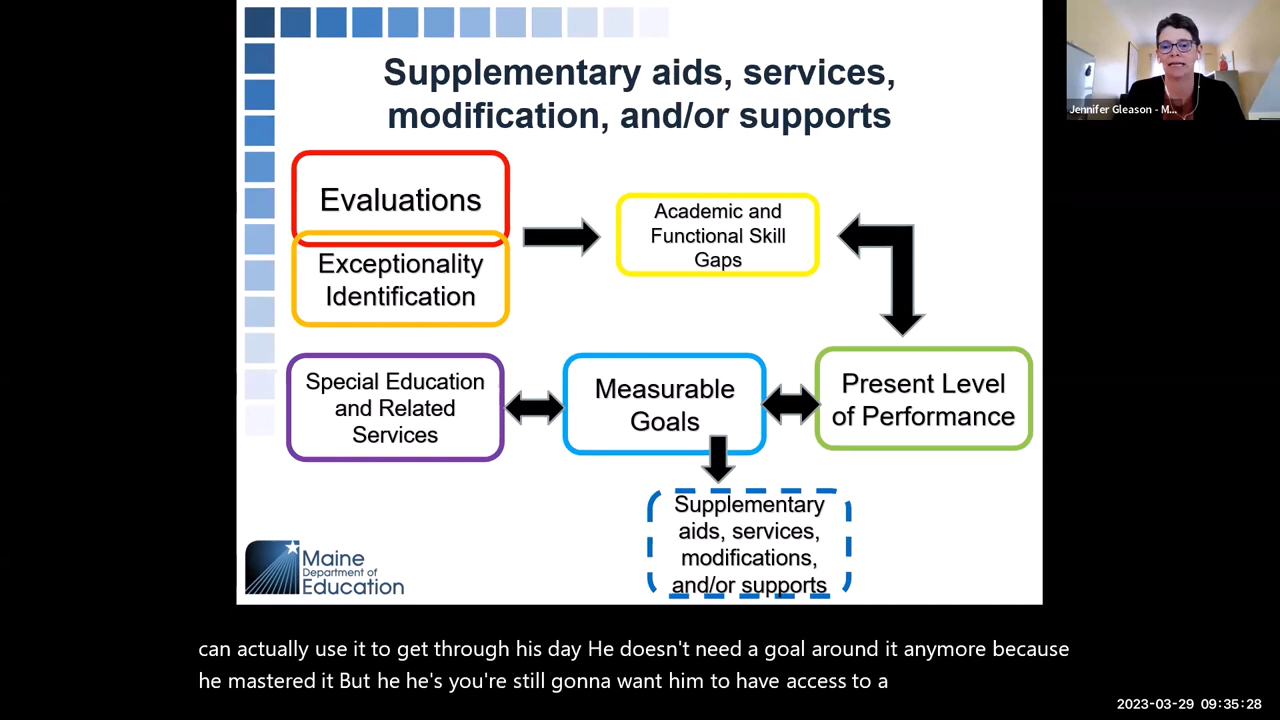 Supplementary aids, services,
modification, and/or supports
Evaluations
Exceptionality
Identification
Academic and
Functional Skill
Gaps
Special Education
and Related
Services
Measurable
Goals
Present Level
of Performance
Supplementary
aids, services,
modifications,
and/or supports
Maine
Department of
Education
Jennifer Gleason - M...
can actually use it to get through his day He doesn't need a goal around it anymore because
he mastered it But he he's you're still gonna want him to have access to a
2023-03-29 09:35:28